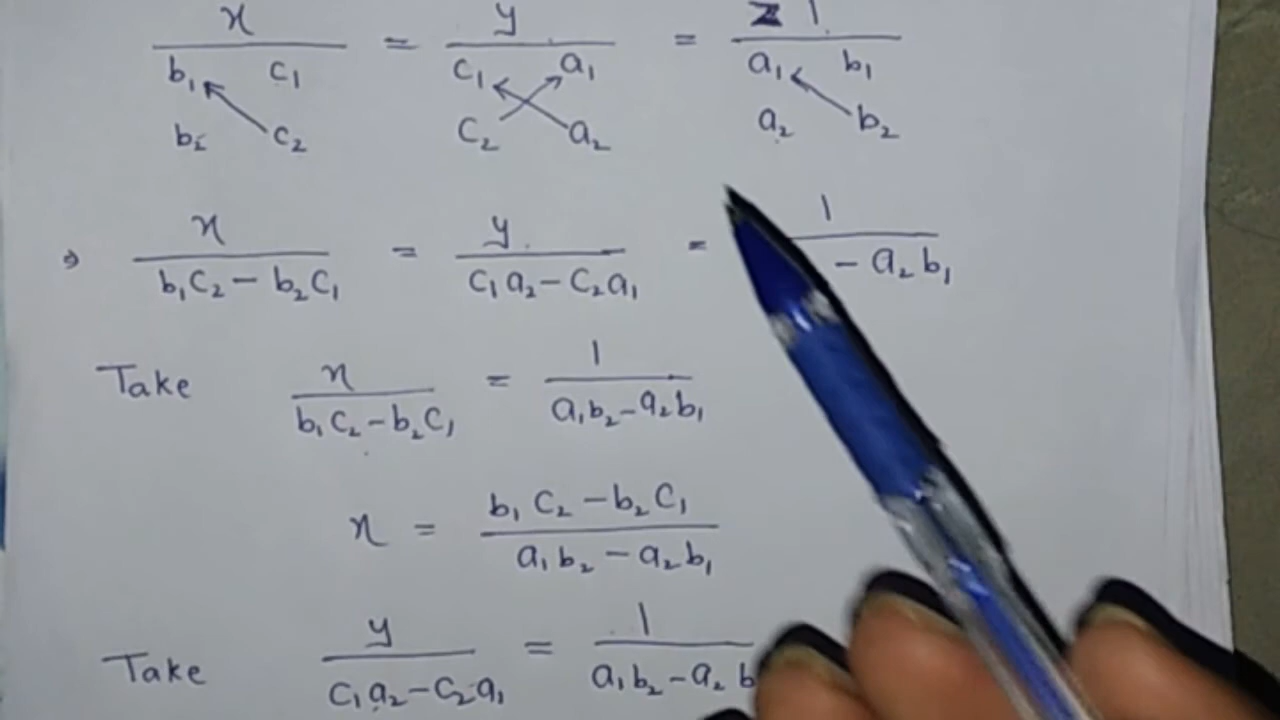 x/(b₁ c₁ b₂ c₂) = y/(c₁ a₁ c₂ a₂) = 1/(a₁ b₁ a₂ b₂)
⇒ x/(b₁c₂ − b₂c₁) = y/(c₁a₂ − c₂a₁) = 1/( − a₂b₁)
Take x/(b₁c₂ − b₂c₁) = 1/(a₁b₂ − a₂b₁)
x = (b₁c₂ − b₂c₁)/(a₁b₂ − a₂b₁)
Take y/(c₁a₂ − c₂a₁) = 1/(a₁b₂ − a₂b